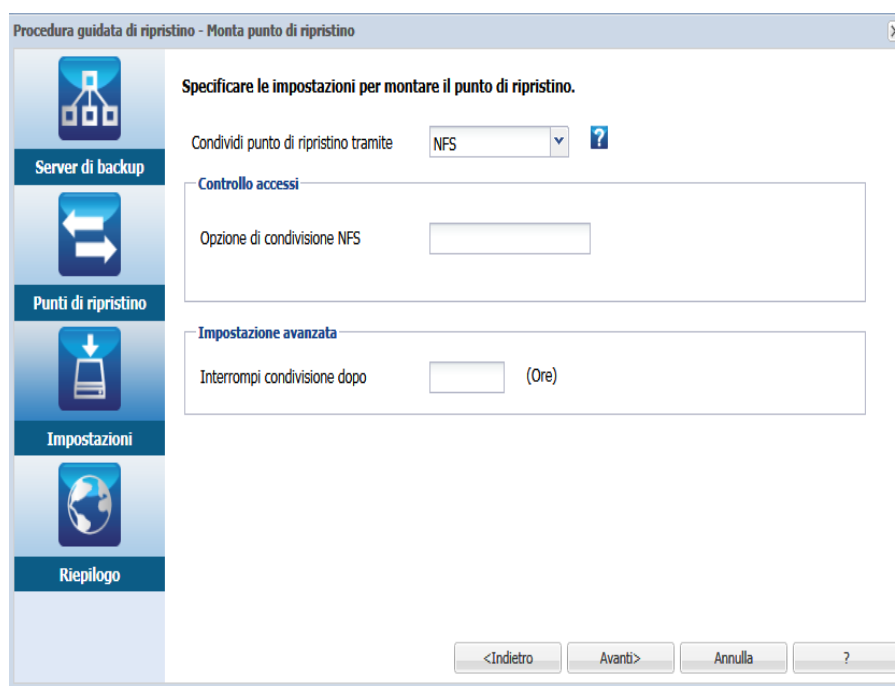 Procedura guidata di ripristino - Monta punto di ripristino
Server di backup
Punti di ripristino
Impostazioni
Riepilogo
Specificare le impostazioni per montare il punto di ripristino.
Condividi punto di ripristino tramite NFS ?
Controllo accessi
Opzione di condivisione NFS
Impostazione avanzata
Interrompi condivisione dopo (Ore)
<Indietro Avanti> Annulla ?